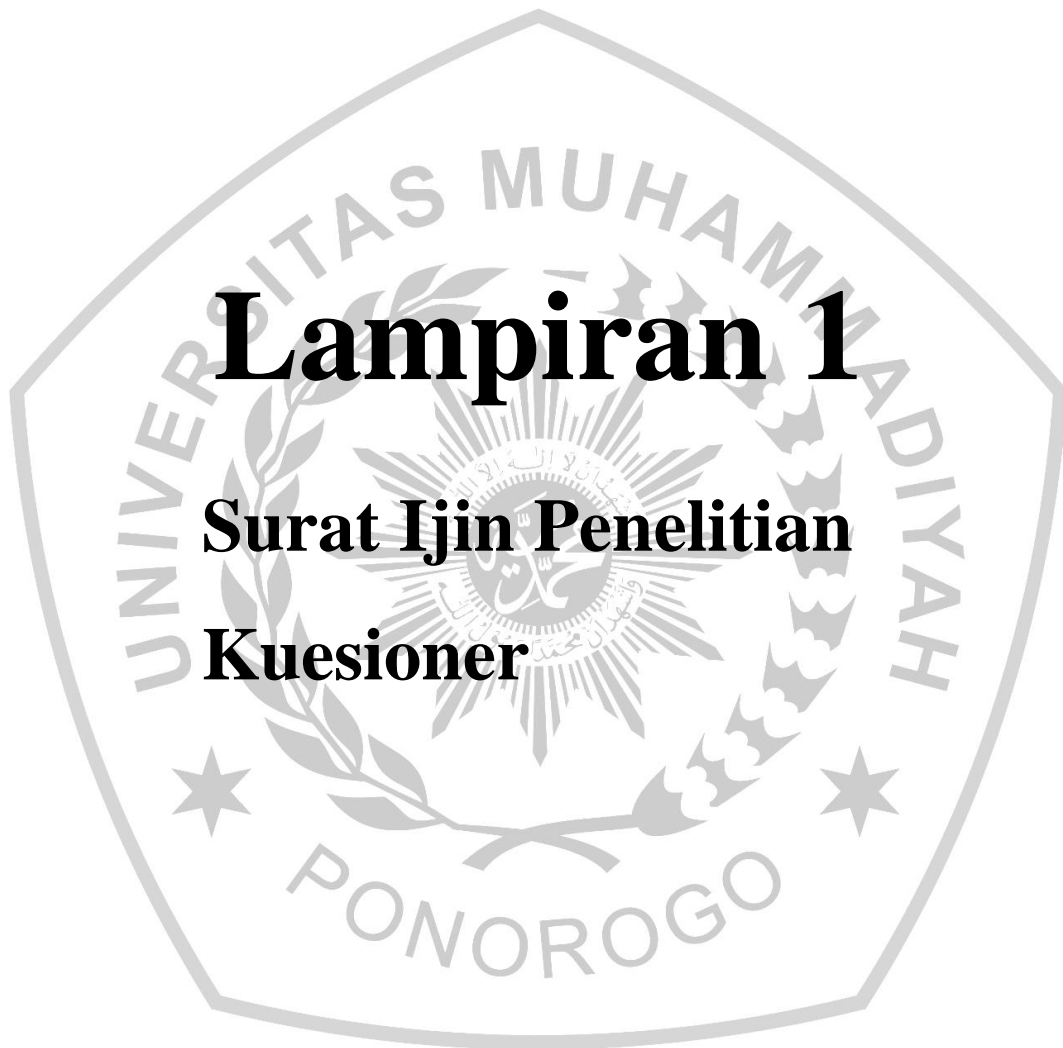 UNIVERSITAS MUHAMMADIYAH
Lampiran 1
Surat Ijin Penelitian
Kuesioner
PONOROGO